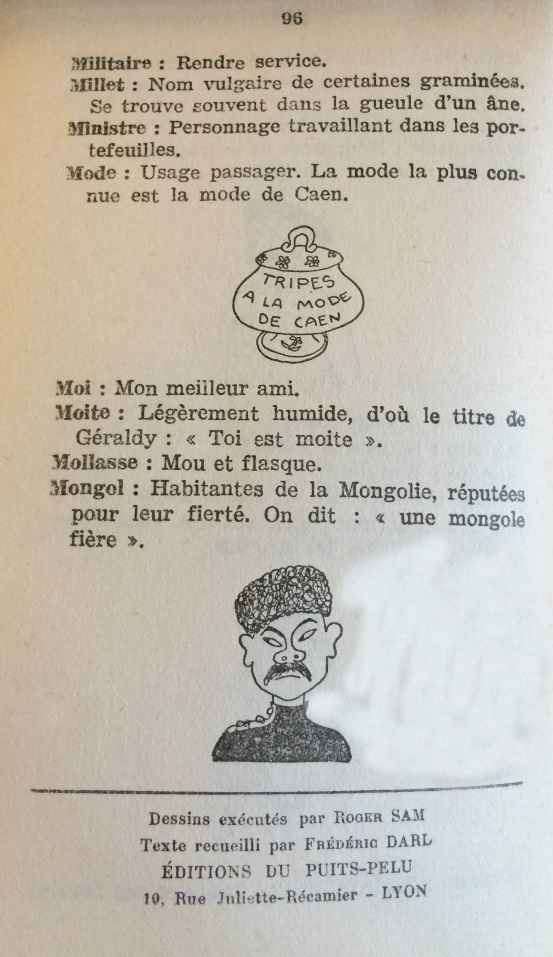 96
Militaire : Rendre service.
Millet : Nom vulgaire de certaines graminées.
Se trouve souvent dans la gueule d'un âne.
Ministre : Personnage travaillant dans les por-
tefeuilles.
Mode : Usage passager. La mode la plus con-
nue est la mode de Caen.
TRIPES
A LA MODE
DE CAEN
Moi : Mon meilleur ami.
Moite : Légèrement humide, d'où le titre de
Géraldy : « Toi est moite ».
Mollasse : Mou et flasque.
Mongol : Habitantes de la Mongolie, réputées
pour leur fierté. On dit : « une mongole
fière ».
Dessins exécutés par ROGER SAM
Texte recueilli par FRÉDÉRIC DARL
ÉDITIONS DU PUITS-PELU
10, Rue Juliette-Récamier - LYON